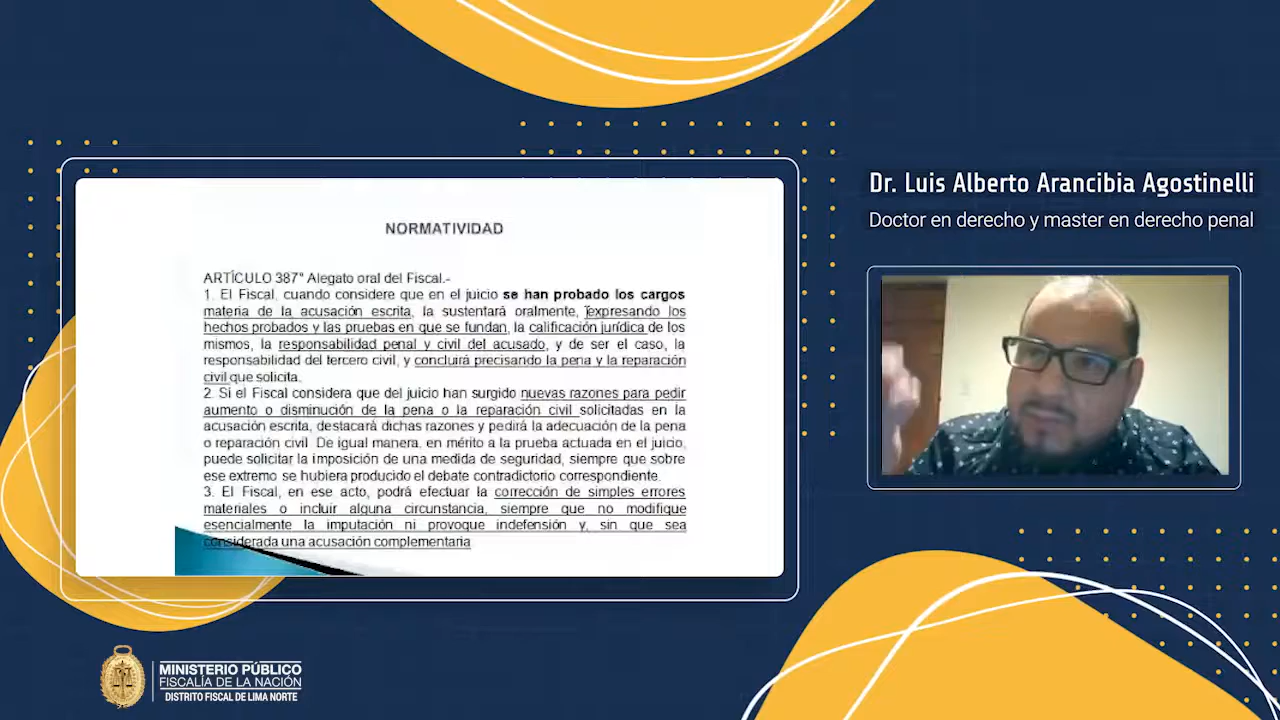 NORMATIVIDAD
ARTÍCULO 387° Alegato oral del Fiscal.-
1. El Fiscal, cuando considere que en el juicio se han probado los cargos
materia de la acusación escrita, la sustentará oralmente, expresando los
hechos probados y las pruebas en que se fundan, la calificación jurídica de los
mismos, la responsabilidad penal y civil del acusado, y de ser el caso, la
responsabilidad del tercero civil, y concluirá precisando la pena y la reparación
civil que solicita.
2. Si el Fiscal considera que del juicio han surgido nuevas razones para pedir
aumento o disminución de la pena o la reparación civil solicitadas en la
acusación escrita, destacará dichas razones y pedirá la adecuación de la pena
o reparación civil. De igual manera, en mérito a la prueba actuada en el juicio,
puede solicitar la imposición de una medida de seguridad, siempre que sobre
ese extremo se hubiera producido el debate contradictorio correspondiente.
3. El Fiscal, en ese acto, podrá efectuar la corrección de simples errores
materiales o incluir alguna circunstancia, siempre que no modifique
esencialmente la imputación ni provoque indefensión y, sin que sea
considerada una acusación complementaria
Dr. Luis Alberto Arancibia Agostinelli
Doctor en derecho y master en derecho penal
MINISTERIO PÚBLICO
FISCALÍA DE LA NACIÓN
DISTRITO FISCAL DE LIMA NORTE